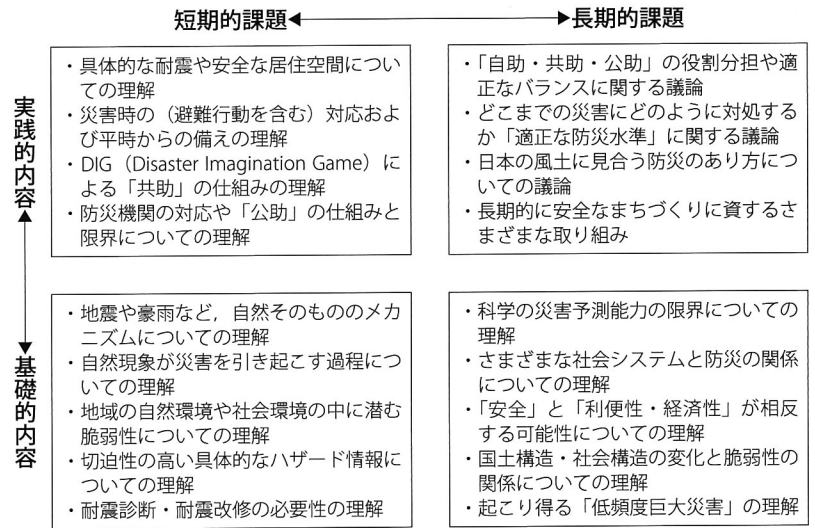 短期的課題
長期的課題
実践的内容
・具体的な耐震や安全な居住空間につい
ての理解
・災害時の（避難行動を含む）対応およ
び平時からの備えの理解
・DIG（Disaster Imagination Game）に
よる「共助」の仕組みの理解
・防災機関の対応や「公助」の仕組みと
限界についての理解
・「自助・共助・公助」の役割分担や適
正なバランスに関する議論
・どこまでの災害にどのように対処する
か「適正な防災水準」に関する議論
・日本の風土に見合う防災のあり方につ
いての議論
・長期的に安全なまちづくりに資するさ
まざまな取り組み
基礎的内容
・地震や豪雨など，自然そのもののメカ
ニズムについての理解
・自然現象が災害を引き起こす過程につ
いての理解
・地域の自然環境や社会環境の中に潜む
脆弱性についての理解
・切迫性の高い具体的なハザード情報に
ついての理解
・耐震診断・耐震改修の必要性の理解
・科学の災害予測能力の限界についての
理解
・さまざまな社会システムと防災の関係
についての理解
・「安全」と「利便性・経済性」が相反
する可能性についての理解
・国土構造・社会構造の変化と脆弱性の
関係についての理解
・起こり得る「低頻度巨大災害」の理解